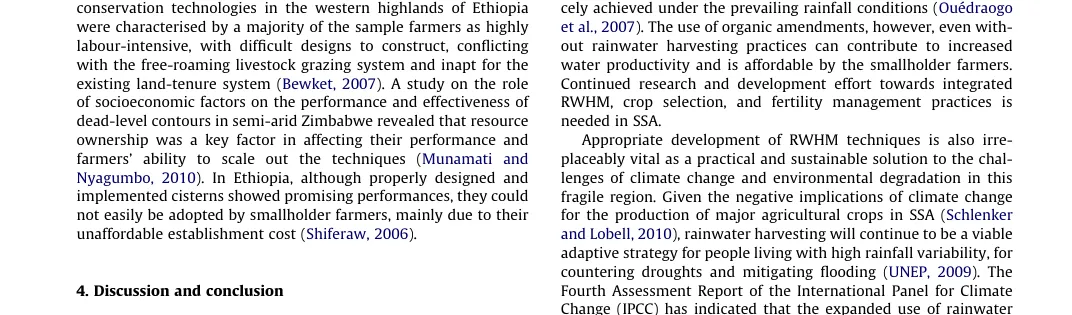 conservation technologies in the western highlands of Ethiopia
were characterised by a majority of the sample farmers as highly
labour-intensive, with difficult designs to construct, conflicting
with the free-roaming livestock grazing system and inapt for the
existing land-tenure system (Bewket, 2007). A study on the role
of socioeconomic factors on the performance and effectiveness of
dead-level contours in semi-arid Zimbabwe revealed that resource
ownership was a key factor in affecting their performance and
farmers' ability to scale out the techniques (Munamati and
Nyagumbo, 2010). In Ethiopia, although properly designed and
implemented cisterns showed promising performances, they could
not easily be adopted by smallholder farmers, mainly due to their
unaffordable establishment cost (Shiferaw, 2006).
4. Discussion and conclusion
cely achieved under the prevailing rainfall conditions (Ouédraogo
et al., 2007). The use of organic amendments, however, even with-
out rainwater harvesting practices can contribute to increased
water productivity and is affordable by the smallholder farmers.
Continued research and development effort towards integrated
RWHM, crop selection, and fertility management practices is
needed in SSA.
Appropriate development of RWHM techniques is also irre-
placeably vital as a practical and sustainable solution to the chal-
lenges of climate change and environmental degradation in this
fragile region. Given the negative implications of climate change
for the production of major agricultural crops in SSA (Schlenker
and Lobell, 2010), rainwater harvesting will continue to be a viable
adaptive strategy for people living with high rainfall variability, for
countering droughts and mitigating flooding (UNEP, 2009). The
Fourth Assessment Report of the International Panel for Climate
Change (IPCC) has indicated that the expanded use of rainwater